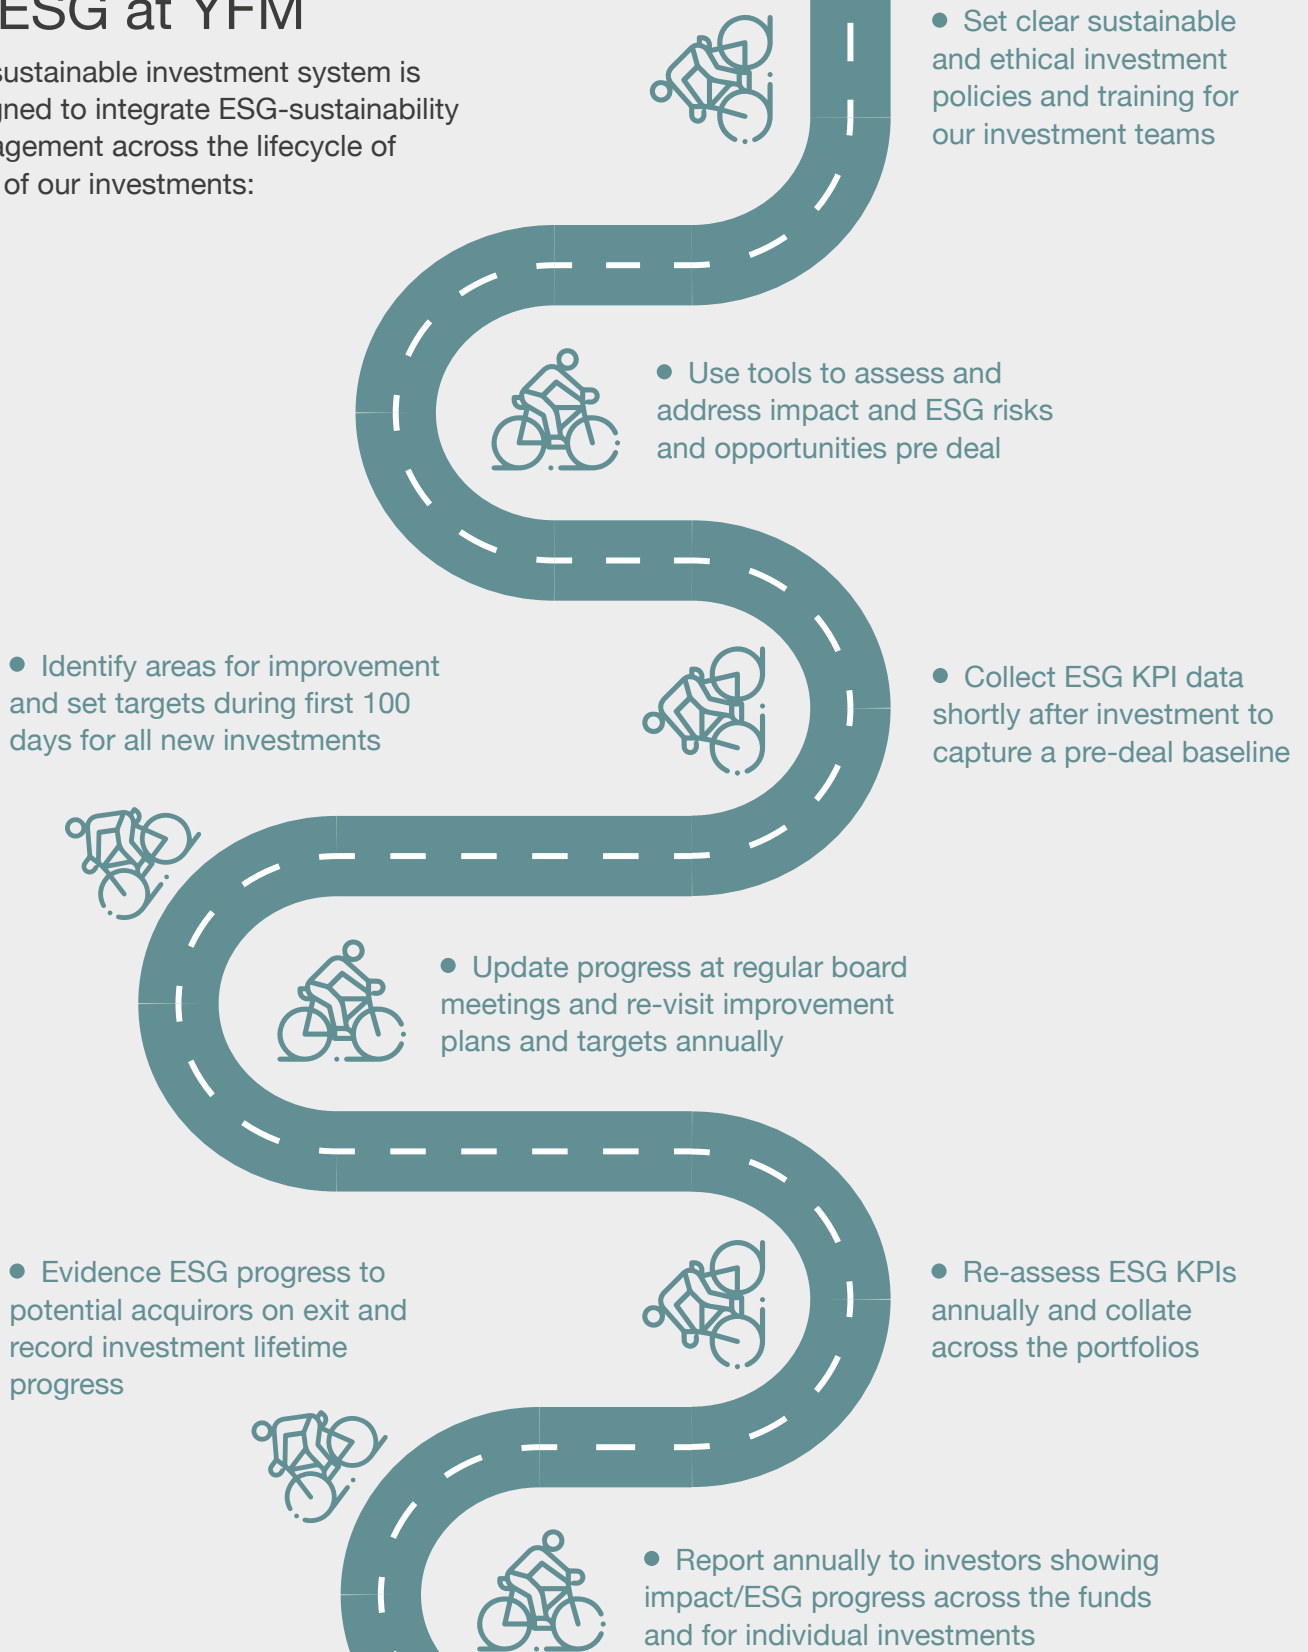 ESG at YFM
sustainable investment system is
to integrate ESG-sustainability
across the lifecycle of
of our investments:
● Set clear sustainable
and ethical investment
policies and training for
our investment teams
● Use tools to assess and
address impact and ESG risks
and opportunities pre deal
● Collect ESG KPI data
shortly after investment to
capture a pre-deal baseline
● Identify areas for improvement
and set targets during first 100
days for all new investments
● Update progress at regular board
meetings and re-visit improvement
plans and targets annually
● Re-assess ESG KPIs
annually and collate
across the portfolios
● Evidence ESG progress to
potential acquirors on exit and
record investment lifetime
progress
● Report annually to investors showing
impact/ESG progress across the funds
and for individual investments